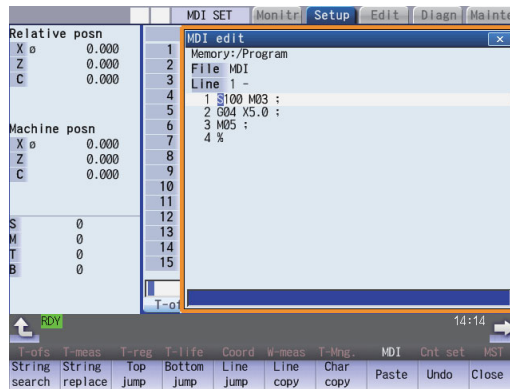 MDI SET Monitr Setup Edit Diagn Mainte
Relative posn
X ø 0.000
Z 0.000
C 0.000
Machine posn
X ø 0.000
Z 0.000
C 0.000
S 0
M 0
T 0
B 0
1
2
3
4
5
6
7
8
9
10
11
12
13
14
15
T-of
MDI edit
Memory:/Program
File MDI
Line 1 -
1 S100 M03 ;
2 G04 X5.0 ;
3 M05 ;
4 %
RDY 14:14
T-ofs T-meas T-reg T-life Coord W-meas T-Mng. MDI Cnt set MST
String search String replace Top jump Bottom jump Line jump Line copy Char copy Paste Undo Close